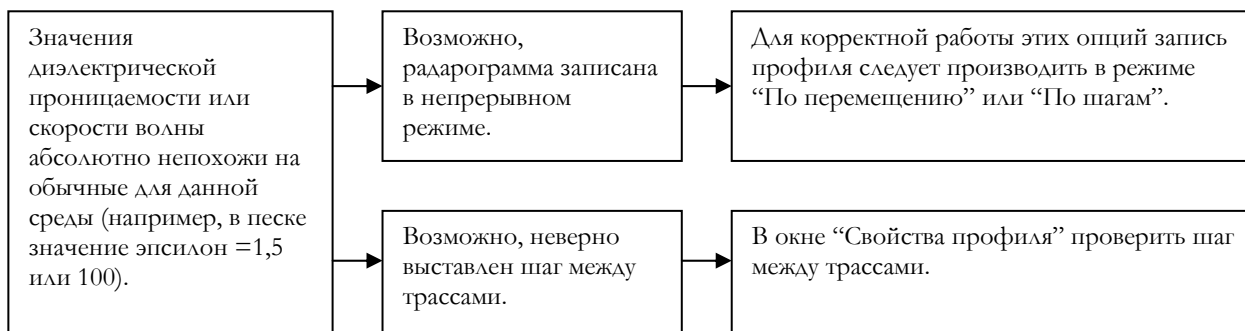 Значения
диэлектрической
проницаемости или
скорости волны
абсолютно непохожи на
обычные для данной
среды (например, в песке
значение эпсилон =1,5
или 100).
Возможно,
радарограмма записана
в непрерывном
режиме.
Для корректной работы этих опций запись
профиля следует производить в режиме
“По перемещению” или “По шагам”.
Возможно, неверно
выставлен шаг между
трассами.
В окне “Свойства профиля” проверить шаг
между трассами.